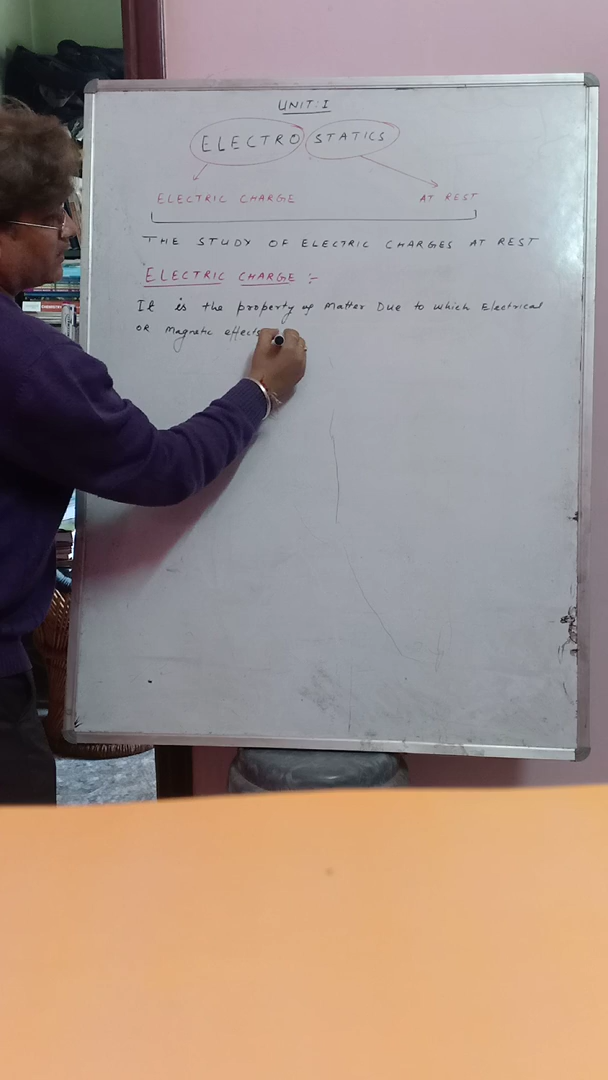 UNIT: I
ELECTRO STATICS
ELECTRIC CHARGE AT REST
THE STUDY OF ELECTRIC CHARGES AT REST
ELECTRIC CHARGE :-
It is the property of Matter Due to which Electrical
OR Magnetic effects